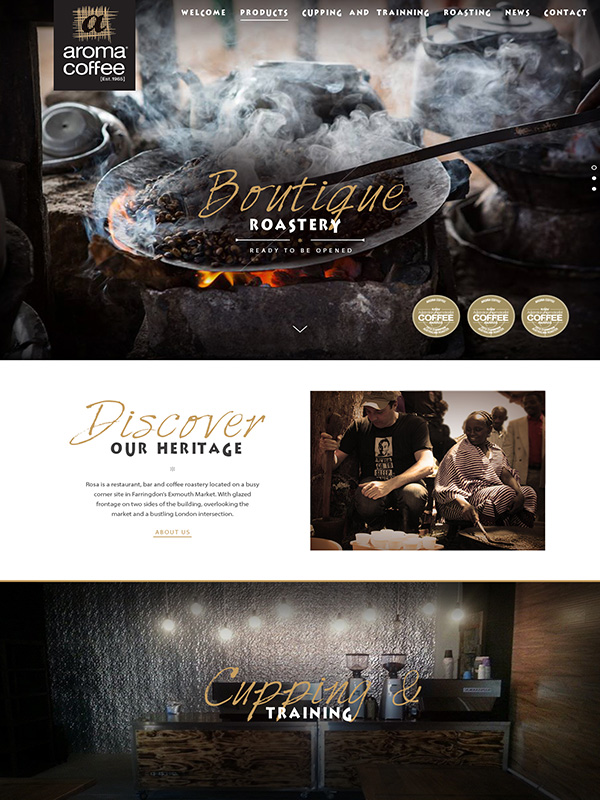 a
aroma®
coffee
[Est. 1965]
WELCOME PRODUCTS CUPPING AND TRAINNING ROASTING NEWS CONTACT
Boutique
ROASTERY
READY TO BE OPENED
COFFEE COFFEE COFFEE
Discover
OUR HERITAGE
Rosa is a restaurant, bar and coffee roastery located on a busy
corner site in Farringdon's Exmouth Market. With glazed
frontage on two sides of the building, overlooking the
market and a bustling London intersection.
ABOUT US
Cupping &
TRAINING